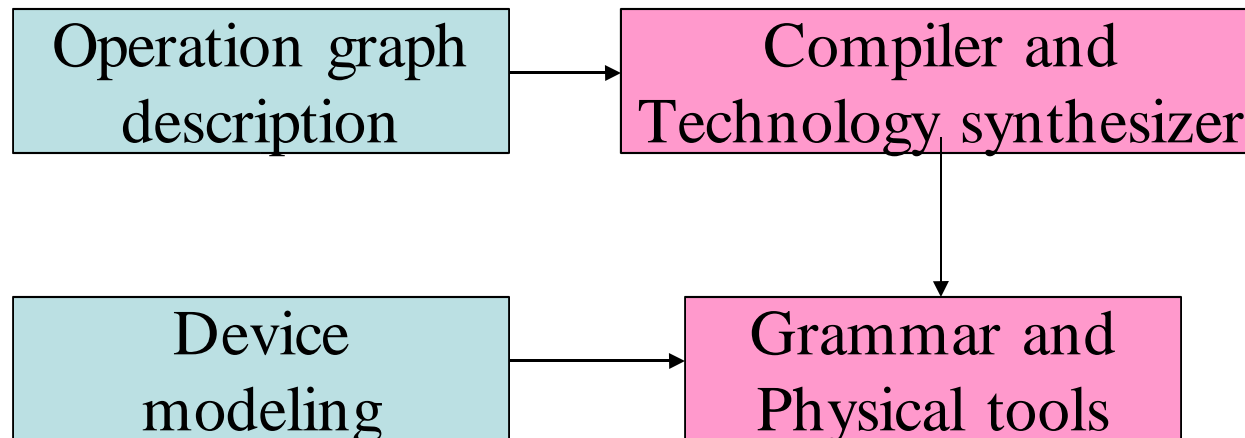 Operation graph
description
Compiler and
Technology synthesizer
Device
modeling
Grammar and
Physical tools